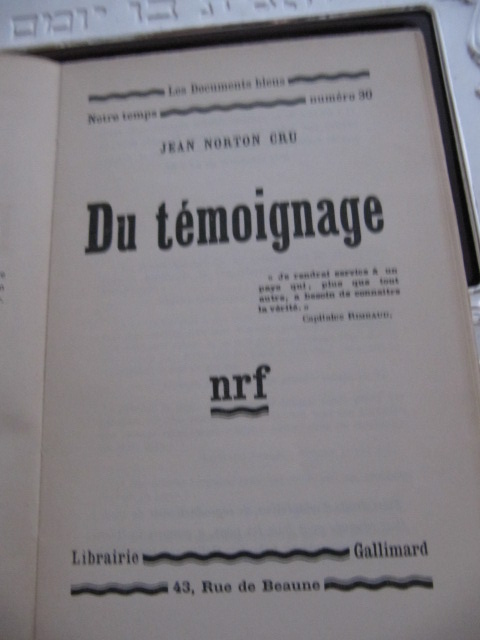 Les Documents bleus
Notre temps numéro 30
JEAN NORTON CRU
Du témoignage
« Je rendrai service à un
pays qui, plus que tout
autre, a besoin de connaître
la vérité. »
Capitaine
nrf
Librairie Gallimard
43, Rue de Beaune